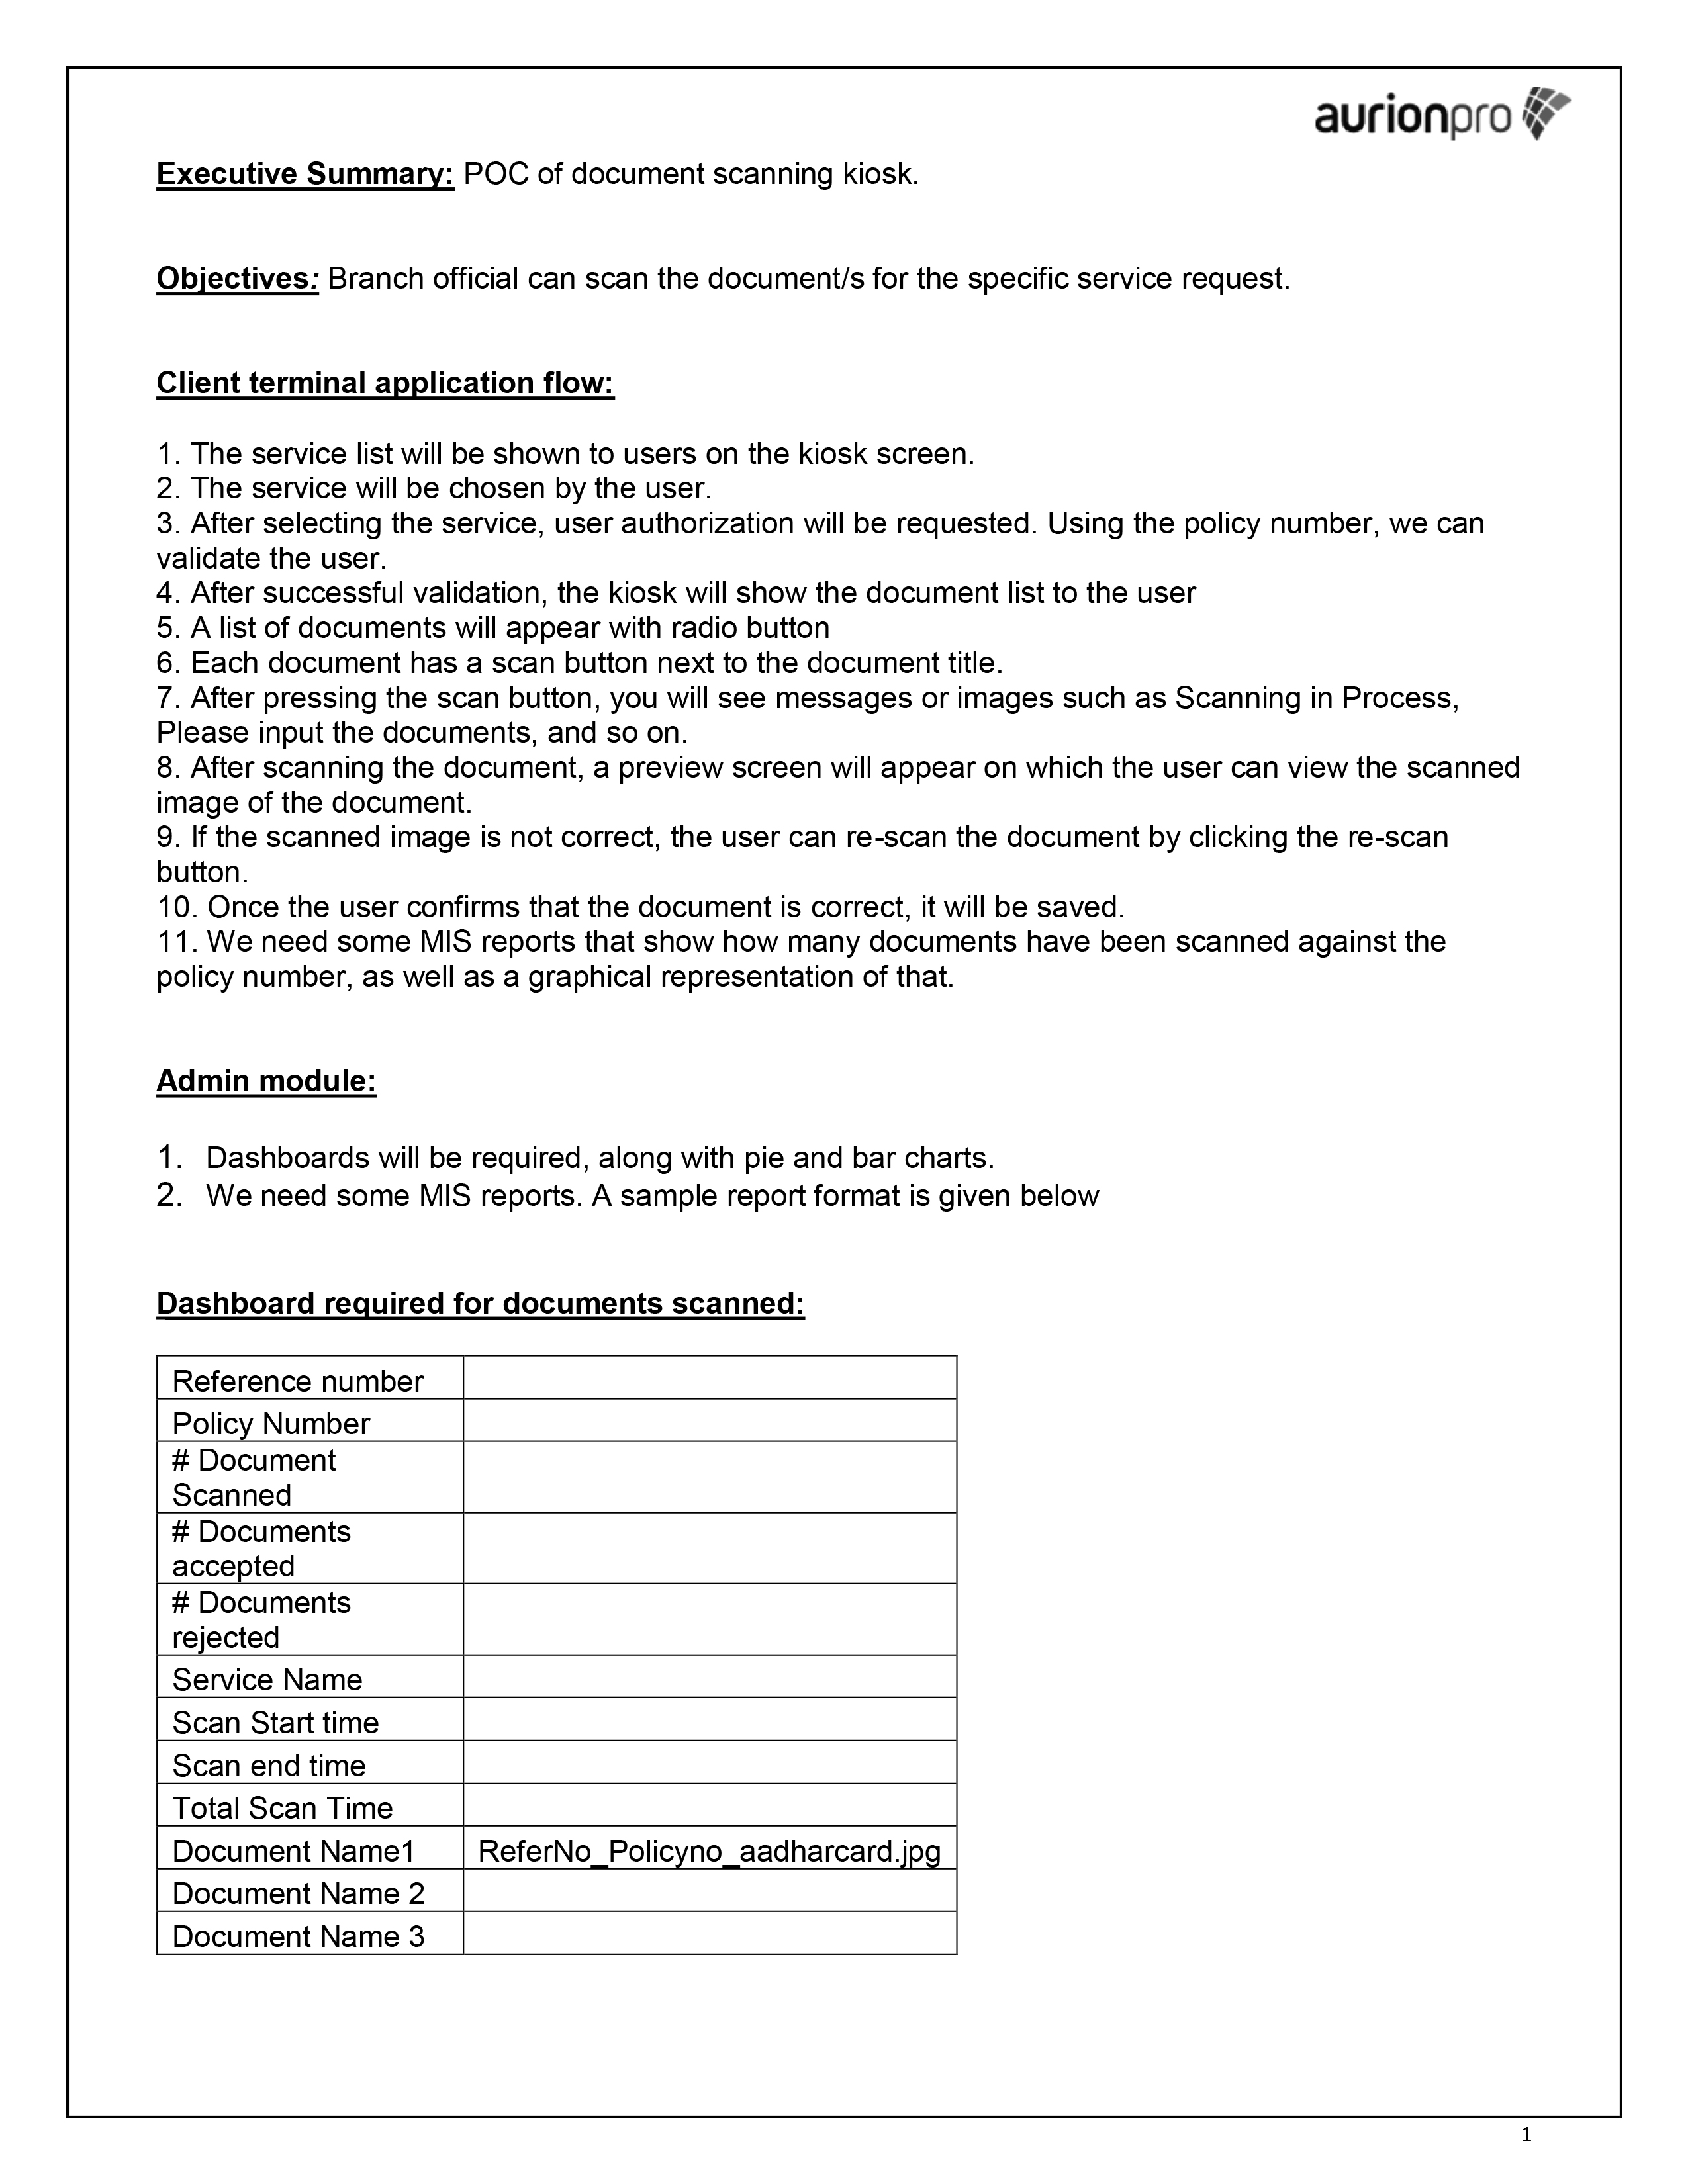 aurionpro
Executive Summary: POC of document scanning kiosk.
Objectives: Branch official can scan the document/s for the specific service request.
Client terminal application flow:
1. The service list will be shown to users on the kiosk screen.
2. The service will be chosen by the user.
3. After selecting the service, user authorization will be requested. Using the policy number, we can
validate the user.
4. After successful validation, the kiosk will show the document list to the user
5. A list of documents will appear with radio button
6. Each document has a scan button next to the document title.
7. After pressing the scan button, you will see messages or images such as Scanning in Process,
Please input the documents, and so on.
8. After scanning the document, a preview screen will appear on which the user can view the scanned
image of the document.
9. If the scanned image is not correct, the user can re-scan the document by clicking the re-scan
button.
10. Once the user confirms that the document is correct, it will be saved.
11. We need some MIS reports that show how many documents have been scanned against the
policy number, as well as a graphical representation of that.
Admin module:
1. Dashboards will be required, along with pie and bar charts.
2. We need some MIS reports. A sample report format is given below
Dashboard required for documents scanned:
Reference number
Policy Number
# Document
Scanned
# Documents
accepted
# Documents
rejected
Service Name
Scan Start time
Scan end time
Total Scan Time
Document Name1 ReferNo_Policyno_aadharcard.jpg
Document Name 2
Document Name 3
1